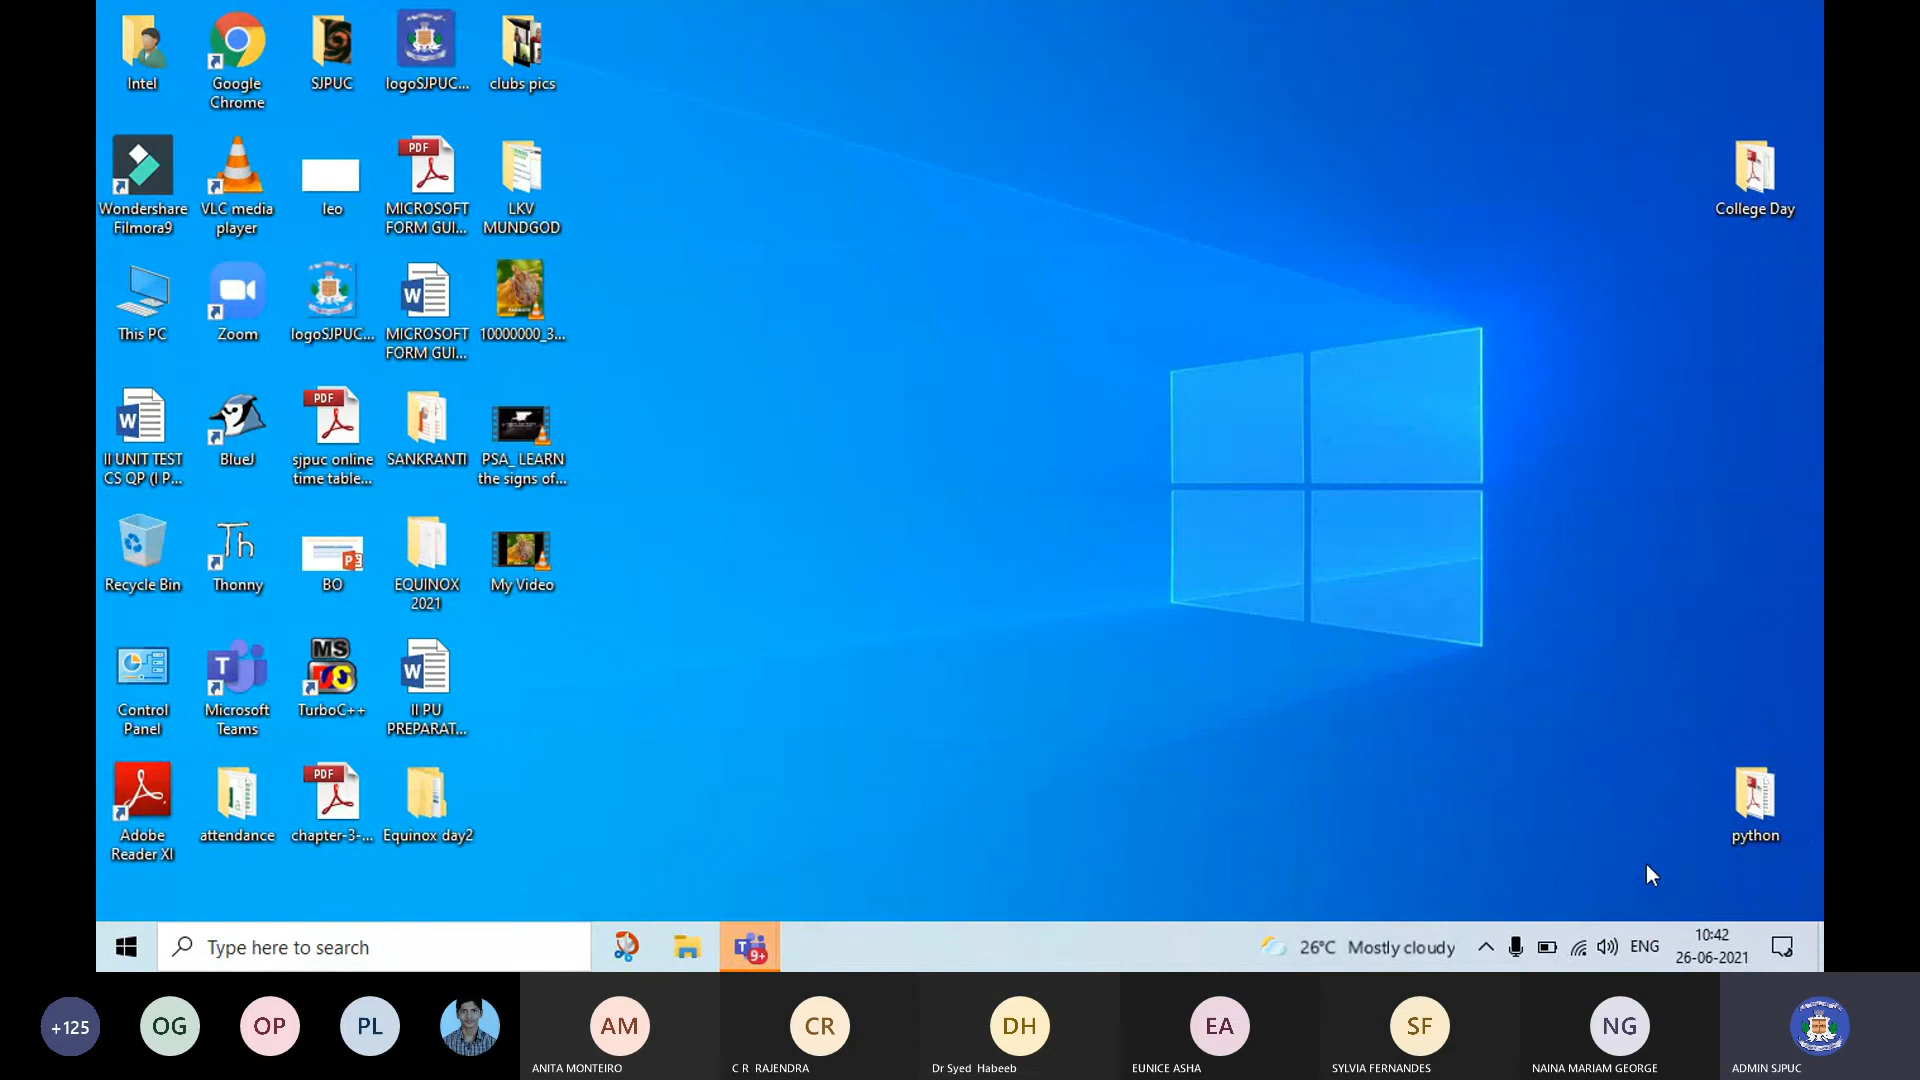 Intel
Google
Chrome
SJPUC
logoSJPUC...
clubs pics
Wondershare
Filmora9
VLC media
player
leo
PDF
MICROSOFT
FORM GUI...
LKV
MUNDGOD
College Day
This PC
Zoom
logoSJPUC...
W
MICROSOFT
FORM GUI...
10000000_3...
W
II UNIT TEST
CS QP (I P...
BlueJ
PDF
sjpuc online
time table...
SANKRANTI
PSA_ LEARN
the signs of...
Recycle Bin
Th
Thonny
P
BO
EQUINOX
2021
My Video
Control
Panel
T
Microsoft
Teams
MS
TurboC++
W
II PU
PREPARAT...
Adobe
Reader XI
attendance
PDF
chapter-3-...
Equinox day2
python
Type here to search
T
9+
26°C Mostly cloudy
ENG
10:42
26-06-2021
+125
OG
OP
PL
AM
ANITA MONTEIRO
CR
C R RAJENDRA
DH
Dr Syed Habeeb
EA
EUNICE ASHA
SF
SYLVIA FERNANDES
NG
NAINA MARIAM GEORGE
ADMIN SJPUC